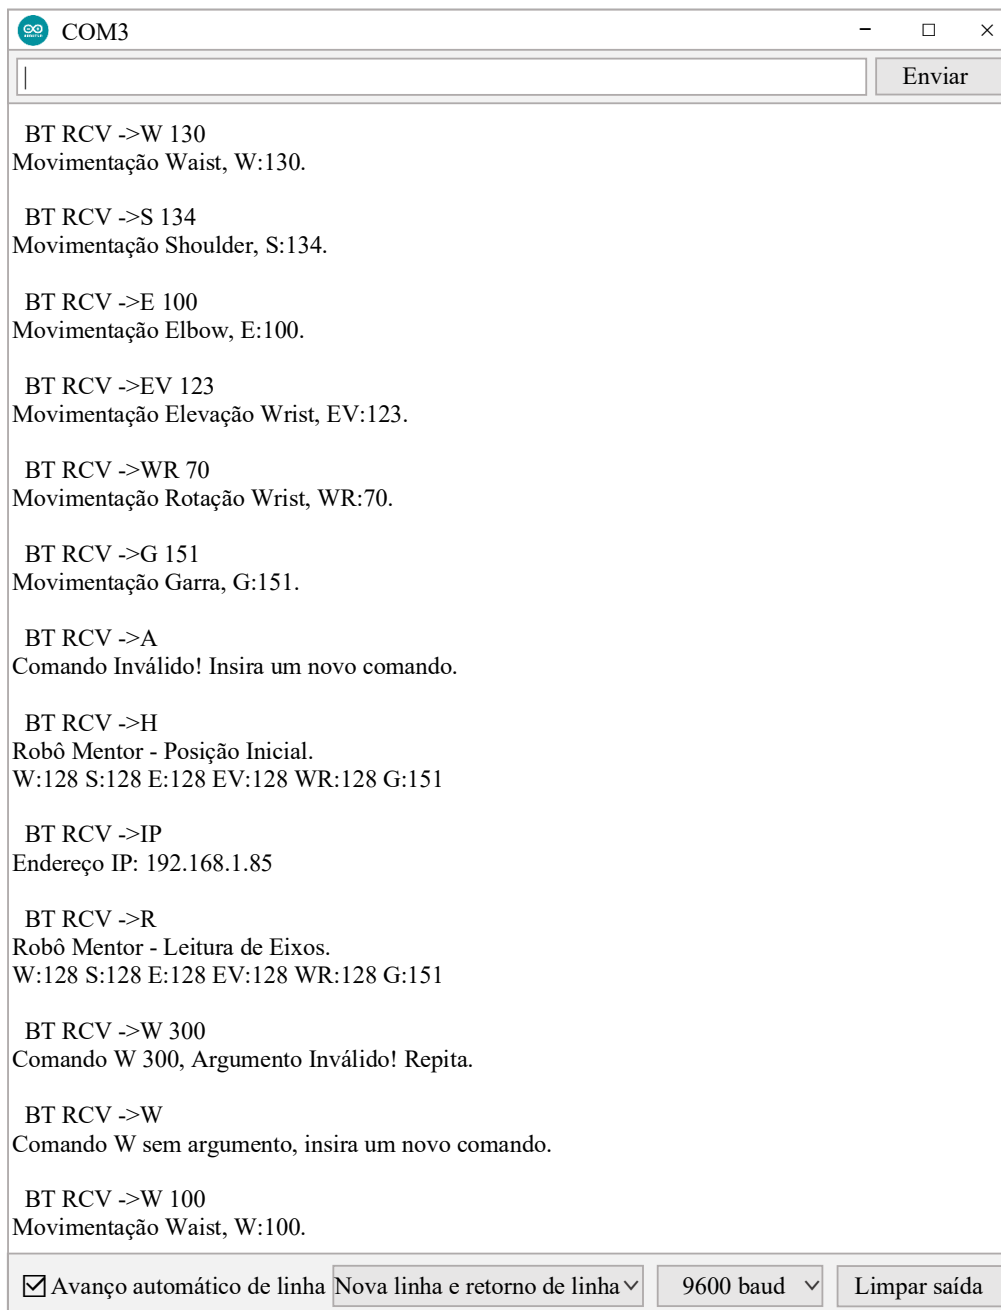 COM3
Enviar
BT RCV ->W 130
Movimentação Waist, W:130.
BT RCV ->S 134
Movimentação Shoulder, S:134.
BT RCV ->E 100
Movimentação Elbow, E:100.
BT RCV ->EV 123
Movimentação Elevação Wrist, EV:123.
BT RCV ->WR 70
Movimentação Rotação Wrist, WR:70.
BT RCV ->G 151
Movimentação Garra, G:151.
BT RCV ->A
Comando Inválido! Insira um novo comando.
BT RCV ->H
Robô Mentor - Posição Inicial.
W:128 S:128 E:128 EV:128 WR:128 G:151
BT RCV ->IP
Endereço IP: 192.168.1.85
BT RCV ->R
Robô Mentor - Leitura de Eixos.
W:128 S:128 E:128 EV:128 WR:128 G:151
BT RCV ->W 300
Comando W 300, Argumento Inválido! Repita.
BT RCV ->W
Comando W sem argumento, insira um novo comando.
BT RCV ->W 100
Movimentação Waist, W:100.
Avanço automático de linha Nova linha e retorno de linha 9600 baud Limpar saída